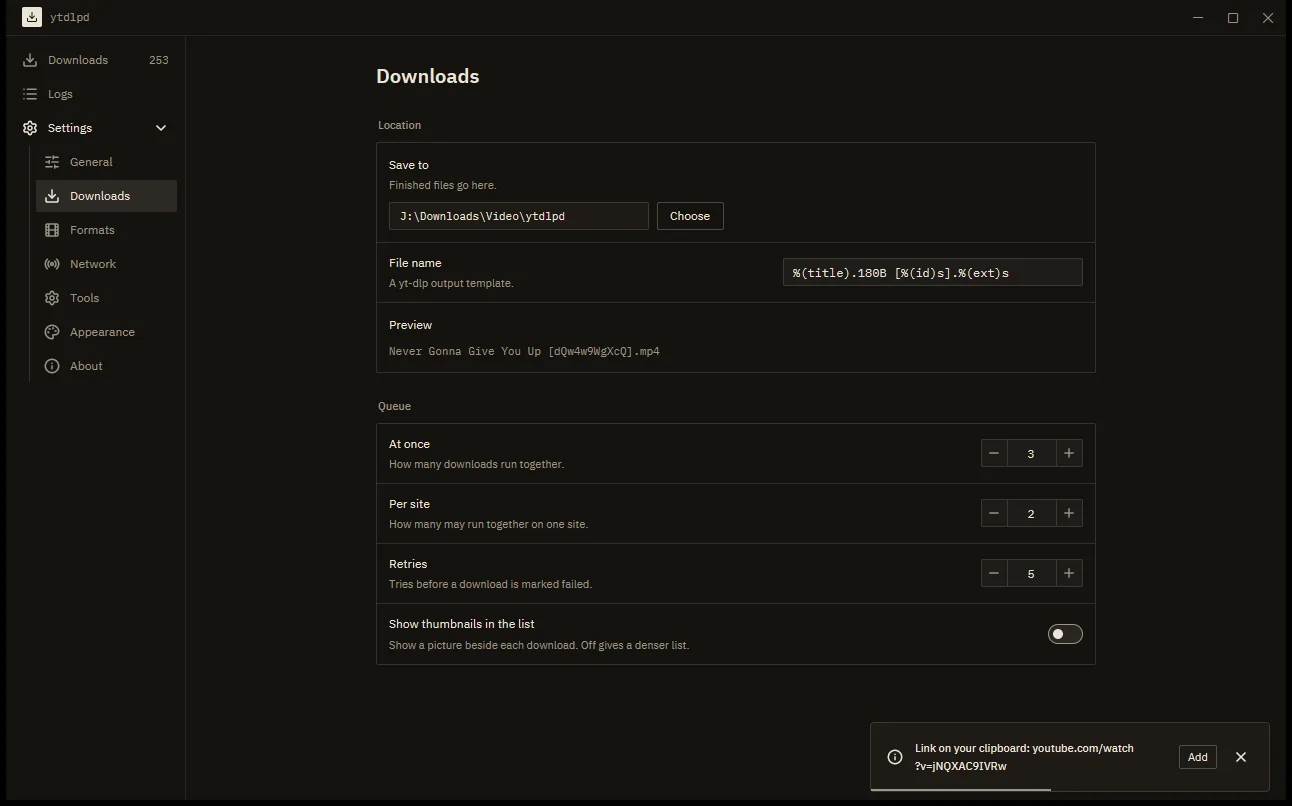 ytdlpd
Downloads 253
Logs
Settings
General
Downloads
Formats
Network
Tools
Appearance
About
Downloads
Location
Save to
Finished files go here.
J:\Downloads\Video\ytdlpd
Choose
File name
A yt-dlp output template.
%(title).180B [%(id)s].%(ext)s
Preview
Never Gonna Give You Up [dQw4w9WgXcQ].mp4
Queue
At once
How many downloads run together.
3
Per site
How many may run together on one site.
2
Retries
Tries before a download is marked failed.
5
Show thumbnails in the list
Show a picture beside each download. Off gives a denser list.
Link on your clipboard: youtube.com/watch
?v=jNQXAC9IVRw
Add